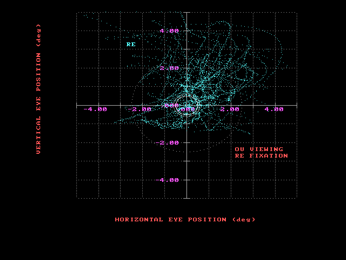 4.00
RE
2.00
-4.00 -2.00 .000 2.00 4.00
-2.00
OU VIEWING
RE FIXATION
-4.00
VERTICAL EYE POSITION (deg)
HORIZONTAL EYE POSITION (deg)